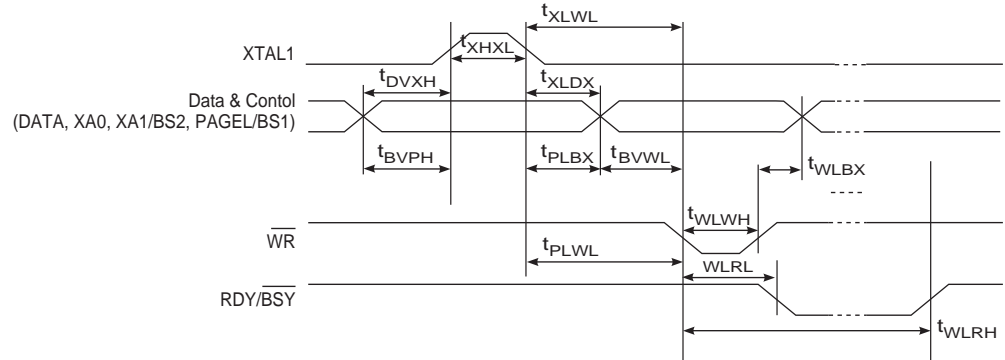 tXLWL
XTAL1
tXHXL
tDVXH
tXLDX
Data & Contol
(DATA, XA0, XA1/BS2, PAGEL/BS1)
tBVPH
tPLBX
tBVWL
tWLBX
WR
tWLWH
tPLWL
WLRL
RDY/BSY
tWLRH